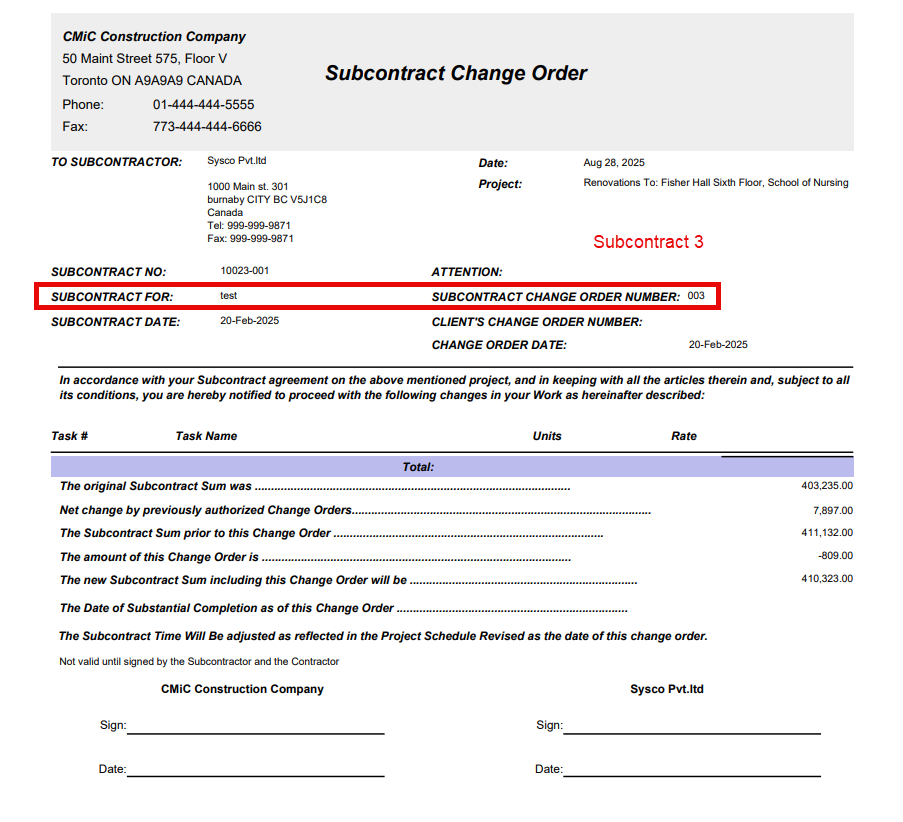 CMiC Construction Company
50 Maint Street 575, Floor V
Toronto ON A9A9A9 CANADA
Phone: 01-444-444-5555
Fax: 773-444-444-6666
Subcontract Change Order
TO SUBCONTRACTOR: Sysco Pvt.ltd
1000 Main st. 301
burnaby CITY BC V5J1C8
Canada
Tel: 999-999-9871
Fax: 999-999-9871
Date: Aug 28, 2025
Project: Renovations To: Fisher Hall Sixth Floor, School of Nursing
Subcontract 3
SUBCONTRACT NO: 10023-001 ATTENTION:
SUBCONTRACT FOR: test SUBCONTRACT CHANGE ORDER NUMBER: 003
SUBCONTRACT DATE: 20-Feb-2025 CLIENT'S CHANGE ORDER NUMBER:
CHANGE ORDER DATE: 20-Feb-2025
In accordance with your Subcontract agreement on the above mentioned project, and in keeping with all the articles therein and, subject to all
its conditions, you are hereby notified to proceed with the following changes in your Work as hereinafter described:
Task # Task Name Units Rate
Total:
The original Subcontract Sum was ................................................................................................. 403,235.00
Net change by previously authorized Change Orders............................................................................................ 7,897.00
The Subcontract Sum prior to this Change Order ................................................................................... 411,132.00
The amount of this Change Order is ............................................................................................... -809.00
The new Subcontract Sum including this Change Order will be ...................................................................... 410,323.00
The Date of Substantial Completion as of this Change Order .......................................................................
The Subcontract Time Will Be adjusted as reflected in the Project Schedule Revised as the date of this change order.
Not valid until signed by the Subcontractor and the Contractor
CMiC Construction Company Sysco Pvt.ltd
Sign: Sign:
Date: Date: